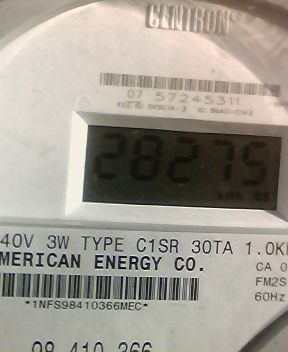 CENTRON
07 57245311
28275
40V 3W TYPE C1SR 30TA 1.0K
MERICAN ENERGY CO.
CA 0
FM2S
*1NFS98410366MEC*
60Hz
98 410 366